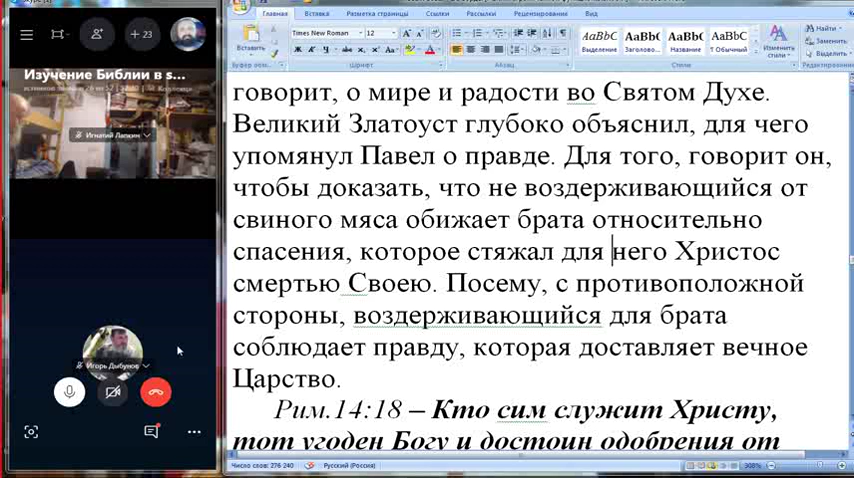 + 23
Изучение Библии в s...
Игнатий Лапкин
Игорь Дыбунов
Главная Вставка Разметка страницы Ссылки Рассылки Рецензирование Вид
Вставить
Times New Roman 12
AaBbC AaBbC AaBb( AaBbC
Выделение Заголово... Название ¶ Обычный
Изменить стили
Найти
Заменить
Выделить
Шрифт Абзац Стили Редактирование
говорит, о мире и радости во Святом Духе.
Великий Златоуст глубоко объяснил, для чего
упомянул Павел о правде. Для того, говорит он,
чтобы доказать, что не воздерживающийся от
свиного мяса обижает брата относительно
спасения, которое стяжал для него Христос
смертью Своею. Посему, с противоположной
стороны, воздерживающийся для брата
соблюдает правду, которая доставляет вечное
Царство.
Рим.14:18 – Кто сим служит Христу,
тот угоден Богу и достоин одобрения от
Число слов: 276 240 Русский (Россия) 308%